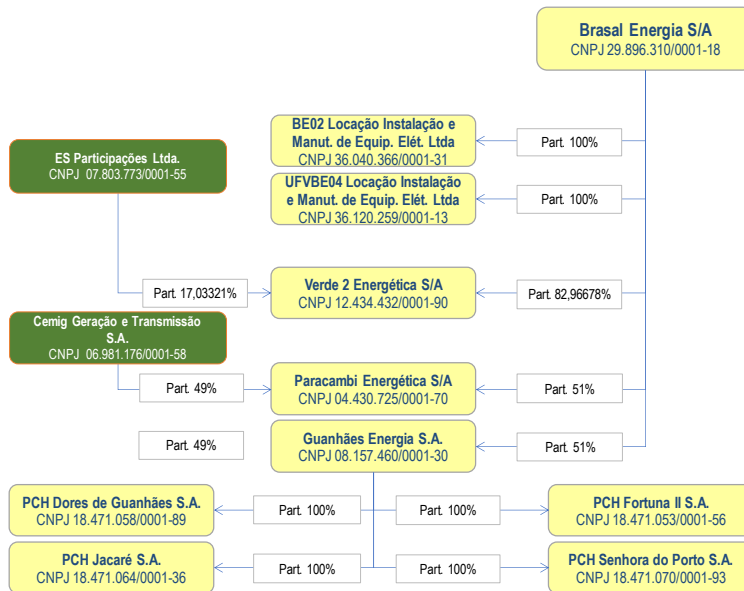 Brasal Energia S/A
CNPJ 29.896.310/0001-18
BE02 Locação Instalação e
Manut. de Equip. Elét. Ltda
CNPJ 36.040.366/0001-31
Part. 100%
ES Participações Ltda.
CNPJ 07.803.773/0001-55
UFVBE04 Locação Instalação
e Manut. de Equip. Elét. Ltda
CNPJ 36.120.259/0001-13
Part. 100%
Part. 17,03321%
Verde 2 Energética S/A
CNPJ 12.434.432/0001-90
Part. 82,96678%
Cemig Geração e Transmissão
S.A.
CNPJ 06.981.176/0001-58
Part. 49%
Paracambi Energética S/A
CNPJ 04.430.725/0001-70
Part. 51%
Part. 49%
Guanhães Energia S.A.
CNPJ 08.157.460/0001-30
Part. 51%
PCH Dores de Guanhães S.A.
CNPJ 18.471.058/0001-89
Part. 100%
Part. 100%
PCH Fortuna II S.A.
CNPJ 18.471.053/0001-56
PCH Jacaré S.A.
CNPJ 18.471.064/0001-36
Part. 100%
Part. 100%
PCH Senhora do Porto S.A.
CNPJ 18.471.070/0001-93